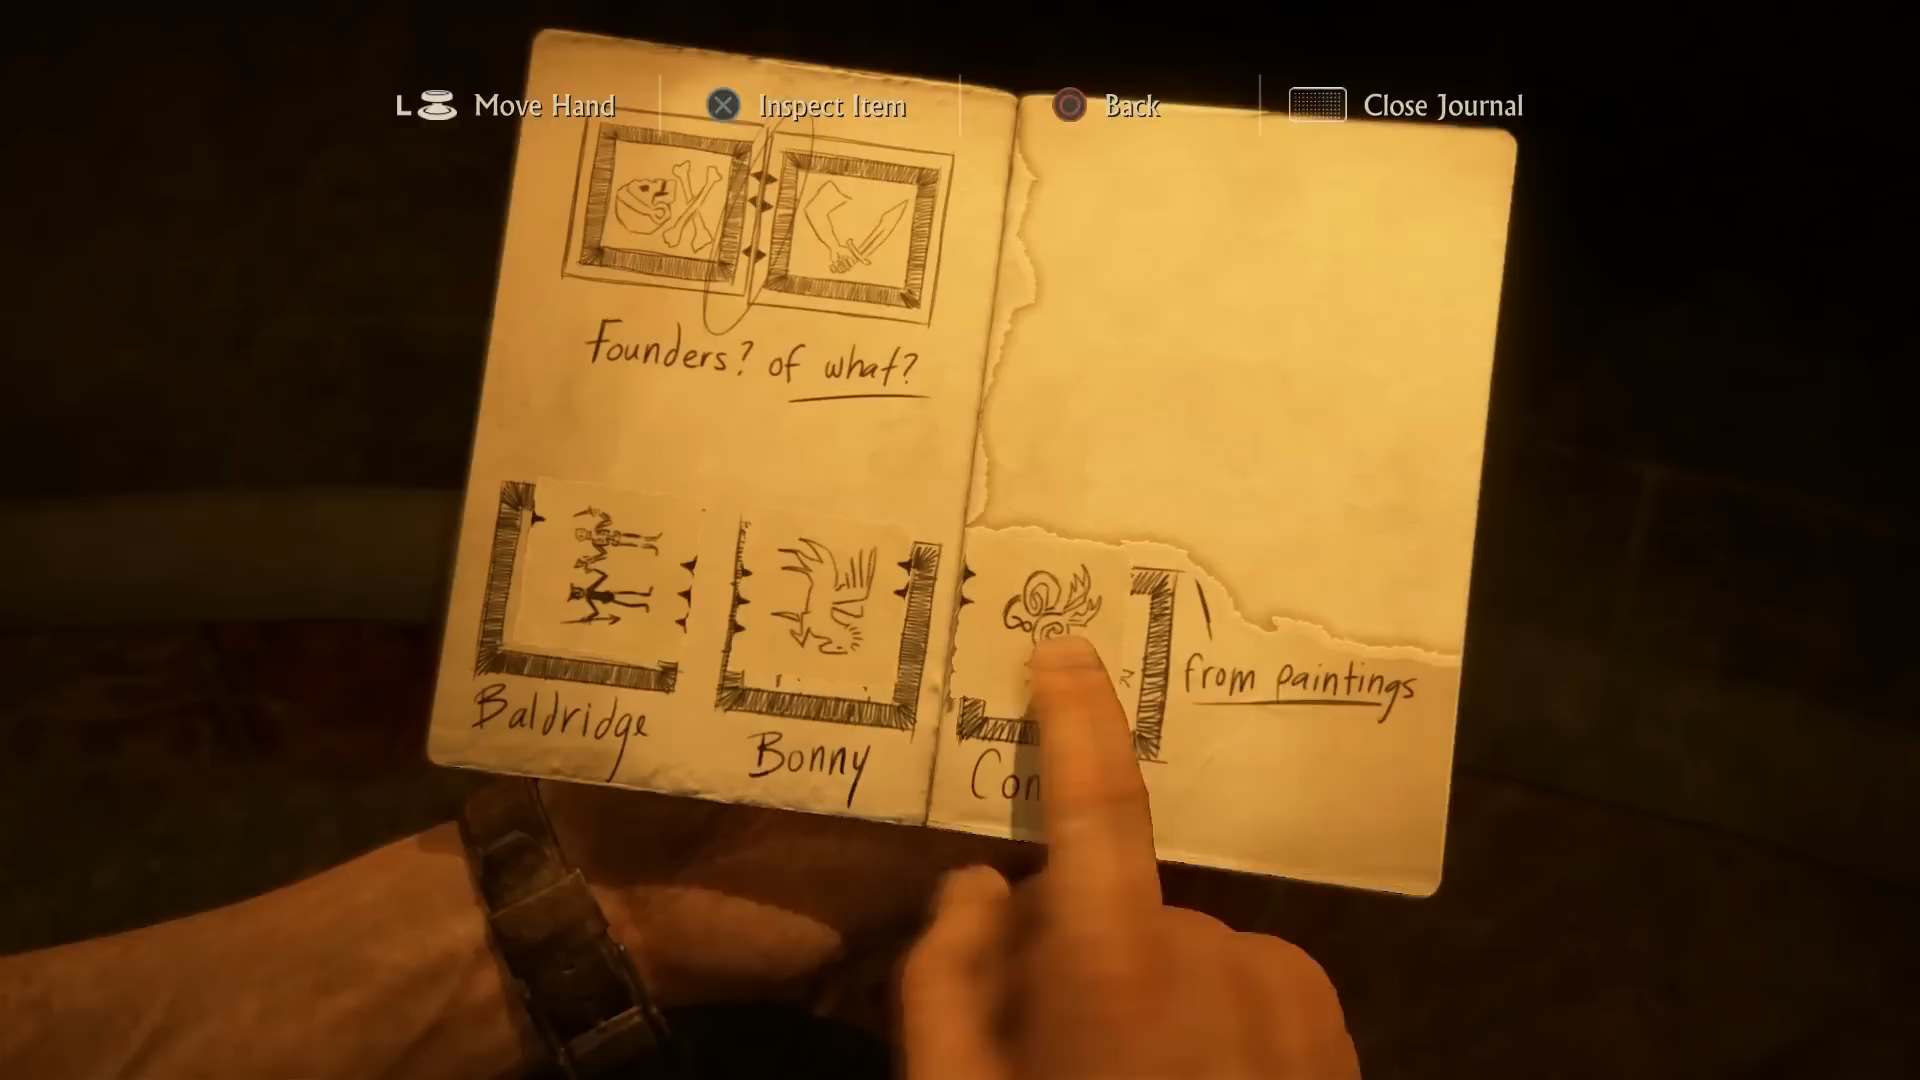 L Move Hand
Inspect Item
Back
Close Journal
Founders? of what?
Baldridge
Bonny
from paintings